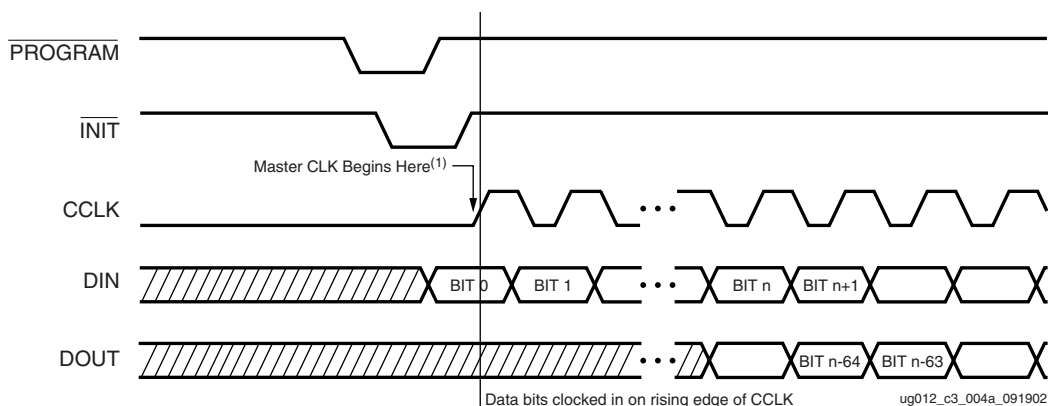 PROGRAM
INIT
Master CLK Begins Here(1)
CCLK
DIN
BIT 0
BIT 1
BIT n
BIT n+1
DOUT
BIT n-64
BIT n-63
Data bits clocked in on rising edge of CCLK
ug012_c3_004a_091902